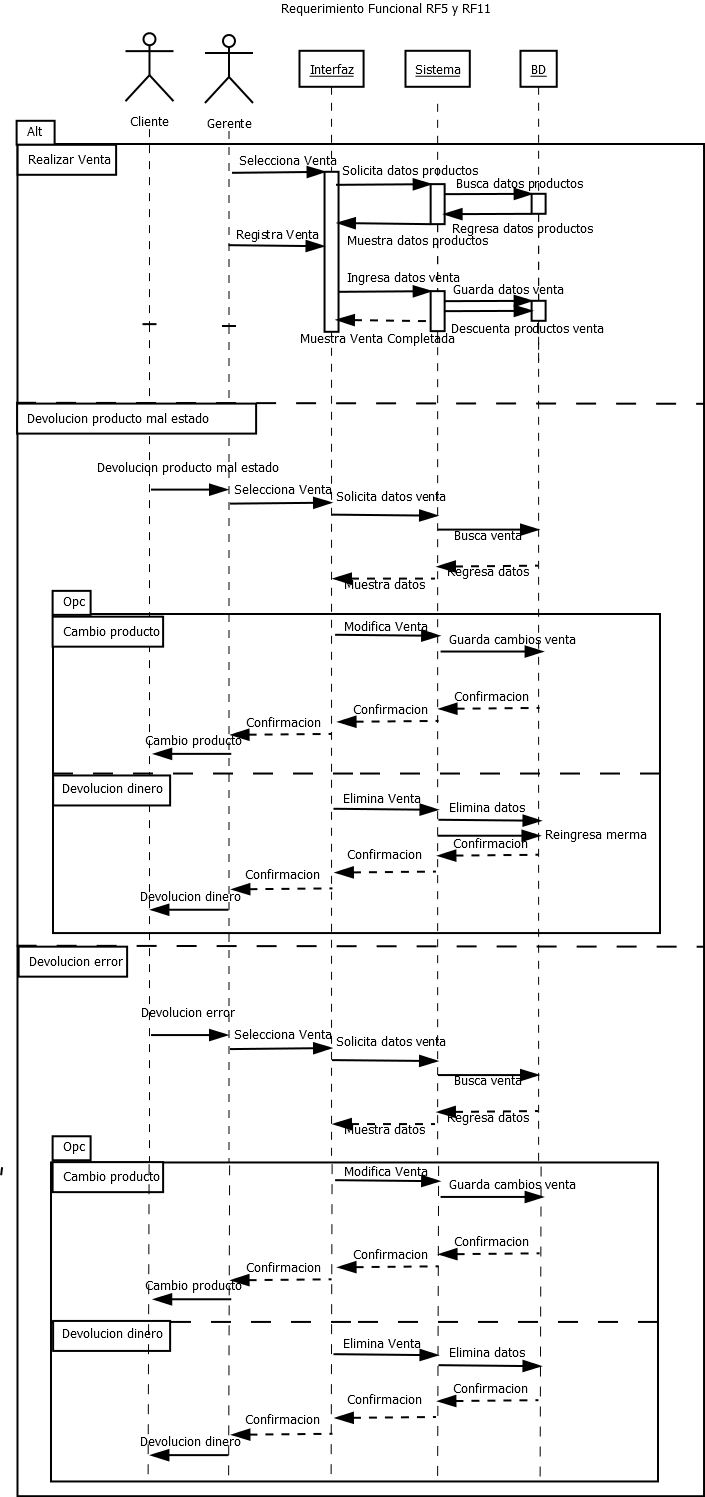 Requerimiento Funcional RF5 y RF11
Interfaz
Sistema
BD
Cliente
Gerente
Alt
Realizar Venta
Selecciona Venta
Solicita datos productos
Busca datos productos
Regresa datos productos
Registra Venta
Muestra datos productos
Ingresa datos venta
Guarda datos venta
Descuenta productos venta
Muestra Venta Completada
Devolucion producto mal estado
Devolucion producto mal estado
Selecciona Venta
Solicita datos venta
Busca venta
Regresa datos
Muestra datos
Opc
Cambio producto
Modifica Venta
Guarda cambios venta
Confirmacion
Confirmacion
Confirmacion
Cambio producto
Devolucion dinero
Elimina Venta
Elimina datos
Reingresa merma
Confirmacion
Confirmacion
Confirmacion
Devolucion dinero
Devolucion error
Devolucion error
Selecciona Venta
Solicita datos venta
Busca venta
Regresa datos
Muestra datos
Opc
Cambio producto
Modifica Venta
Guarda cambios venta
Confirmacion
Confirmacion
Confirmacion
Cambio producto
Devolucion dinero
Elimina Venta
Elimina datos
Confirmacion
Confirmacion
Confirmacion
Devolucion dinero